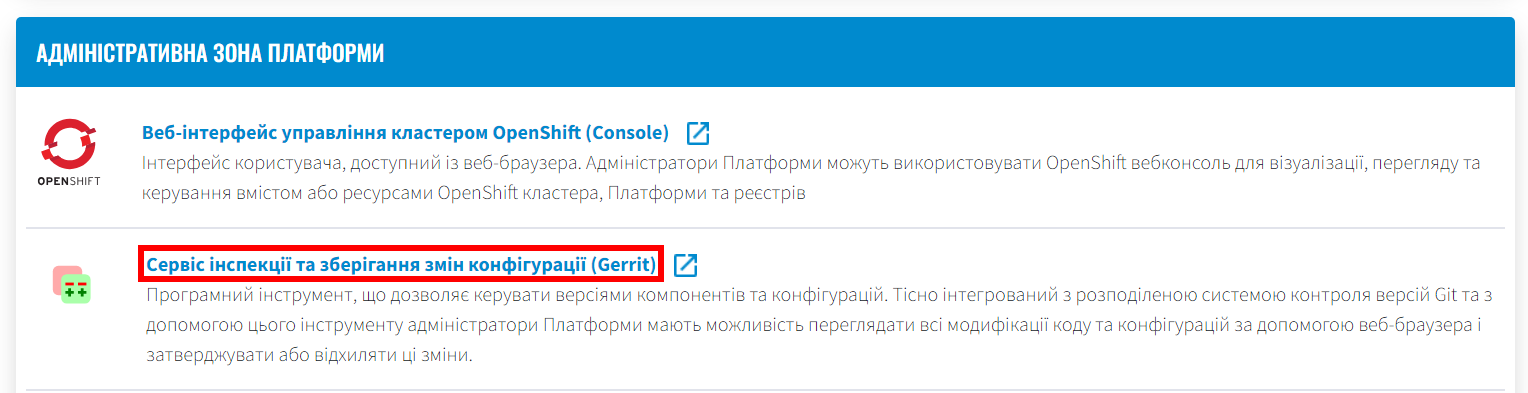 АДМІНІСТРАТИВНА ЗОНА ПЛАТФОРМИ
Веб-інтерфейс управління кластером OpenShift (Console)
Інтерфейс користувача, доступний із веб-браузера. Адміністратори Платформи можуть використовувати OpenShift вебконсоль для візуалізації, перегляду та
керування вмістом або ресурсами OpenShift кластера, Платформи та реєстрів
OPENSHIFT
Сервіс інспекції та зберігання змін конфігурації (Gerrit)
Програмний інструмент, що дозволяє керувати версіями компонентів та конфігурацій. Тісно інтегрований з розподіленою системою контроля версій Git та з
допомогою цього інструменту адміністратори Платформи мають можливість переглядати всі модифікації коду та конфігурацій за допомогою веб-браузера і
затверджувати або відхиляти ці зміни.